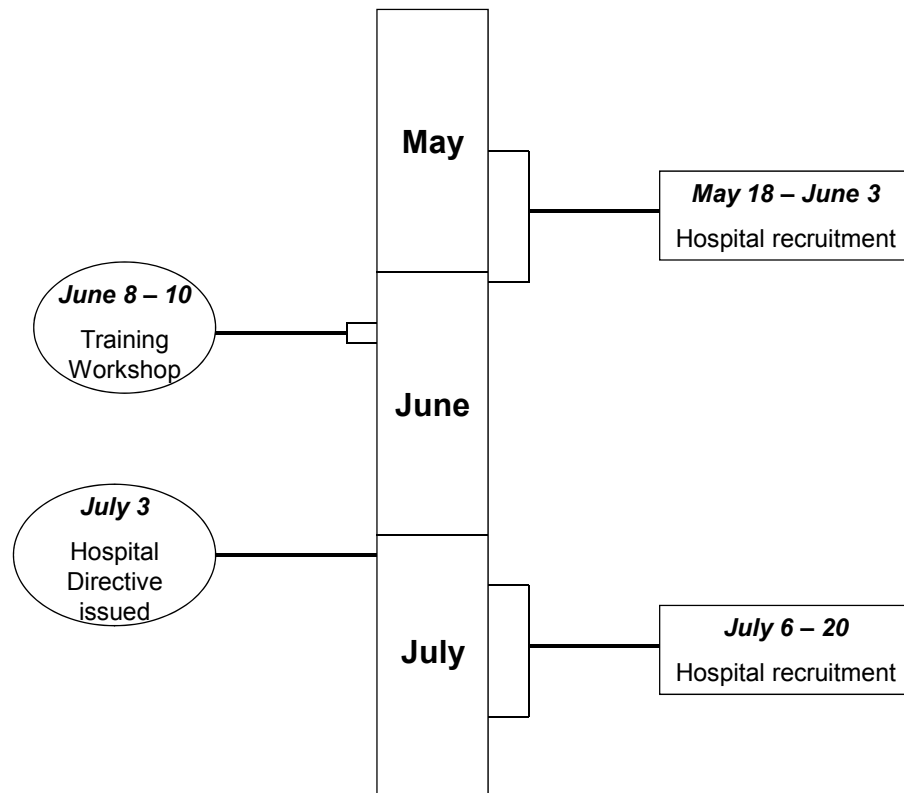 May
May 18 – June 3
Hospital recruitment
June 8 – 10
Training
Workshop
June
July 3
Hospital
Directive
issued
July
July 6 – 20
Hospital recruitment